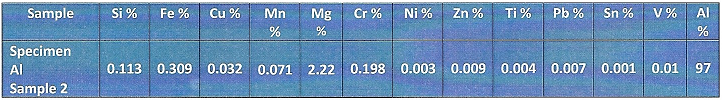 Sample Si % Fe % Cu % Mn % Mg % Cr % Ni % Zn % Ti % Pb % Sn % V % Al %
Specimen
Al 0.113 0.309 0.032 0.071 2.22 0.198 0.003 0.009 0.004 0.007 0.001 0.01 97
Sample 2